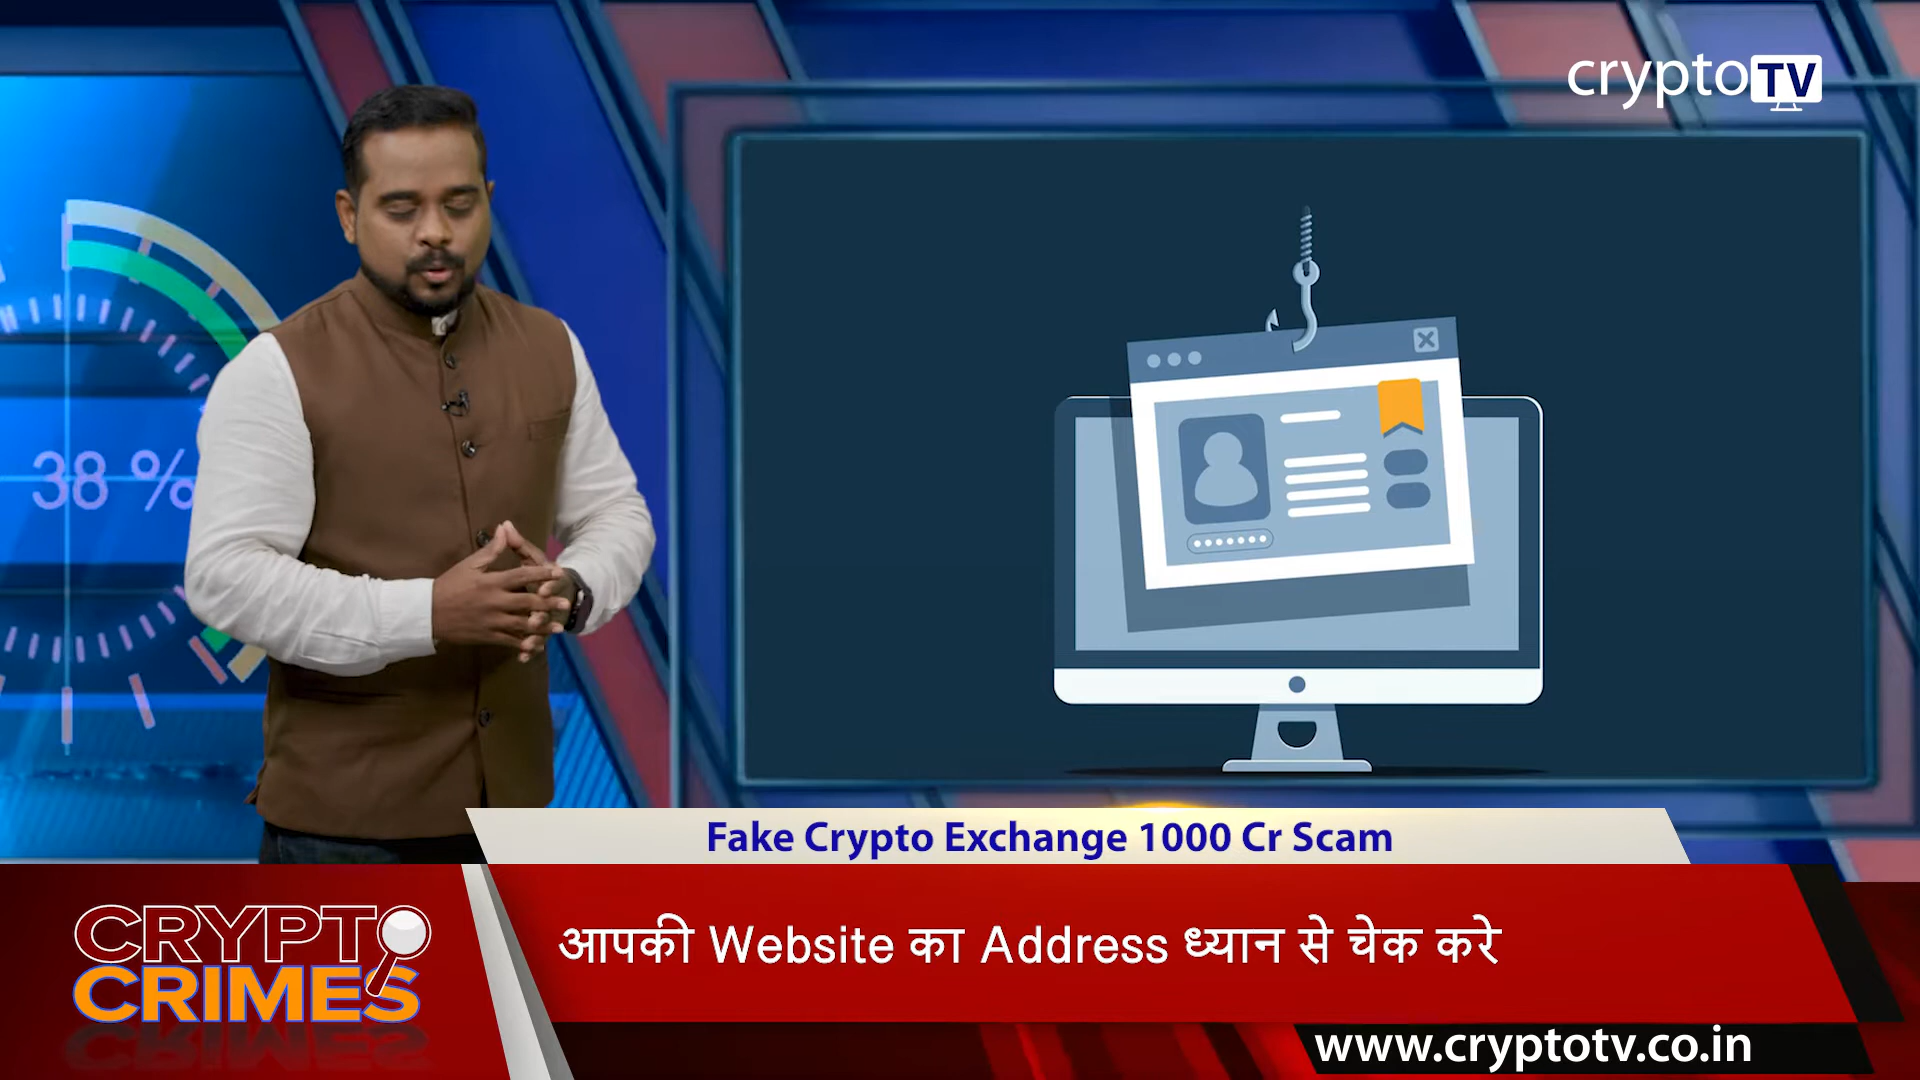 cryptoTV
38 %
Fake Crypto Exchange 1000 Cr Scam
CRYPTO
CRIMES
आपकी Website का Address ध्यान से चेक करे
www.cryptotv.co.in